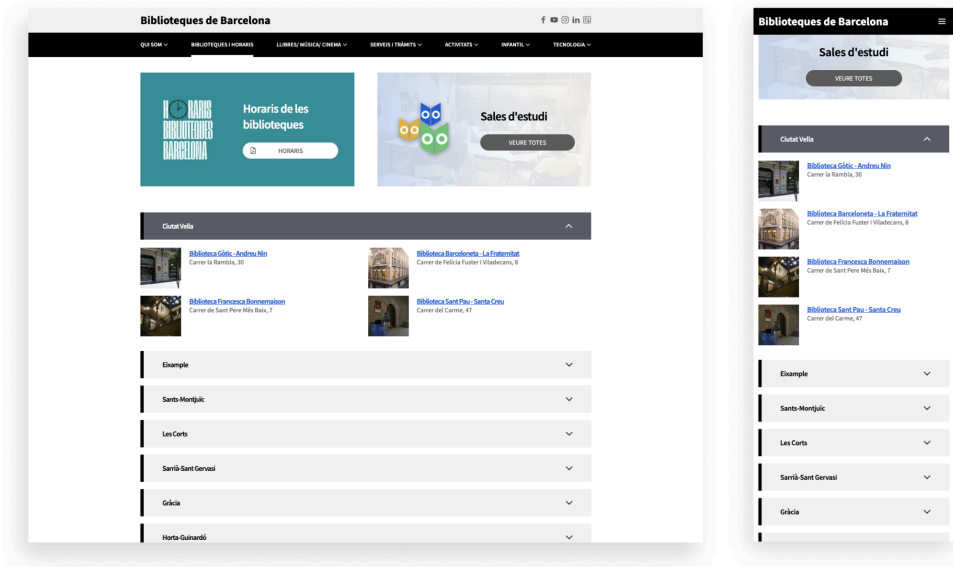 Biblioteques de Barcelona
QUI SOM
BIBLIOTEQUES I HORARIS
LLIBRES/ MÚSICA/ CINEMA
SERVEIS I TRÀMITS
ACTIVITATS
INFANTIL
TECNOLOGIA
HORARIS
BIBLIOTEQUES
BARCELONA
Horaris de les
biblioteques
HORARIS
Sales d'estudi
VEURE TOTES
Ciutat Vella
Biblioteca Gòtic - Andreu Nin
Carrer la Rambla, 30
Biblioteca Barceloneta - La Fraternitat
Carrer de Felícia Fuster i Viladecans, 8
Biblioteca Francesca Bonnemaison
Carrer de Sant Pere Més Baix, 7
Biblioteca Sant Pau - Santa Creu
Carrer del Carme, 47
Eixample
Sants-Montjuïc
Les Corts
Sarrià-Sant Gervasi
Gràcia
Horta-Guinardó
Biblioteques de Barcelona
Sales d'estudi
VEURE TOTES
Ciutat Vella
Biblioteca Gòtic - Andreu Nin
Carrer la Rambla, 30
Biblioteca Barceloneta - La Fraternitat
Carrer de Felícia Fuster i Viladecans, 8
Biblioteca Francesca Bonnemaison
Carrer de Sant Pere Més Baix, 7
Biblioteca Sant Pau - Santa Creu
Carrer del Carme, 47
Eixample
Sants-Montjuïc
Les Corts
Sarrià-Sant Gervasi
Gràcia